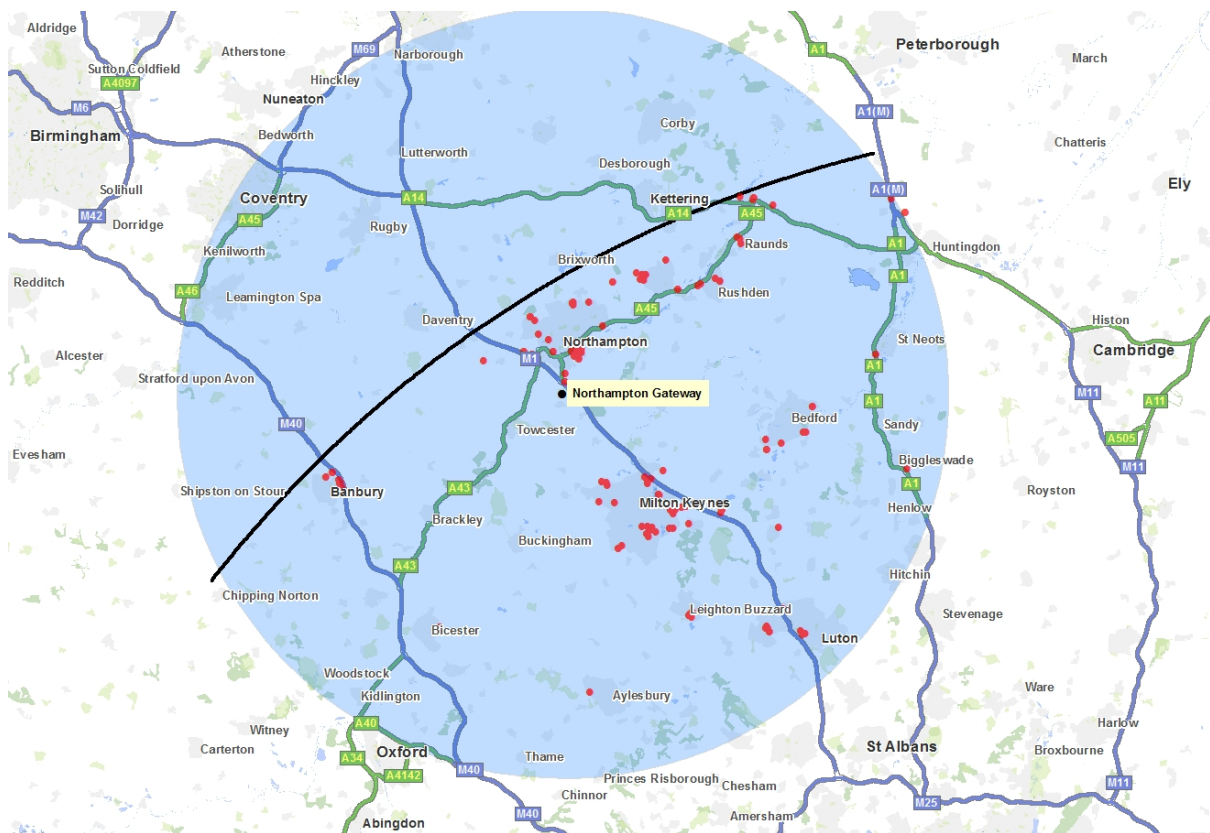 Aldridge
M69
Narborough
A1
Peterborough
Atherstone
March
Sutton Coldfield
Hinckley
A4097
Nuneaton
M6
A1(M)
Corby
Birmingham
Bedworth
Chatteris
Lutterworth
Desborough
Solihull
Coventry
A14
Kettering
A1(M)
Ely
M42
Dorridge
A45
Rugby
A14
A45
Kenilworth
Raunds
A1
Huntingdon
Brixworth
A1
Redditch
A46
Leamington Spa
Rushden
A45
Daventry
Histon
Northampton
St Neots
Cambridge
Alcester
M1
A1
Stratford upon Avon
Northampton Gateway
M11
A11
A1
M40
Towcester
Bedford
Sandy
A505
Evesham
Biggleswade
M11
Shipston on Stour
Banbury
A43
A1
Royston
Milton Keynes
Henlow
Brackley
Buckingham
A43
Hitchin
Chipping Norton
Leighton Buzzard
Stevenage
Bicester
Luton
Woodstock
Ware
Kidlington
Aylesbury
A40
Witney
Harlow
Carterton
Oxford
St Albans
Broxbourne
A34
Thame
A4142
M40
Princes Risborough
M11
Chesham
Chinnor
M25
M40
Amersham
Abingdon